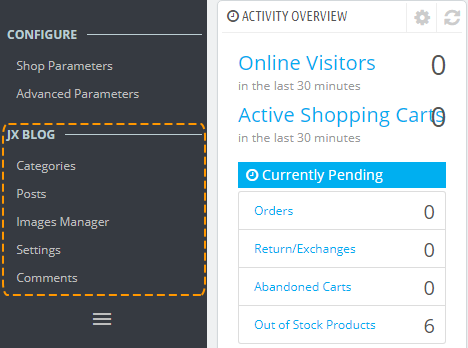 CONFIGURE
Shop Parameters
Advanced Parameters
JX BLOG
Categories
Posts
Images Manager
Settings
Comments
ACTIVITY OVERVIEW
Online Visitors 0
in the last 30 minutes
Active Shopping Carts 0
in the last 30 minutes
Currently Pending
Orders 0
Return/Exchanges 0
Abandoned Carts 0
Out of Stock Products 6